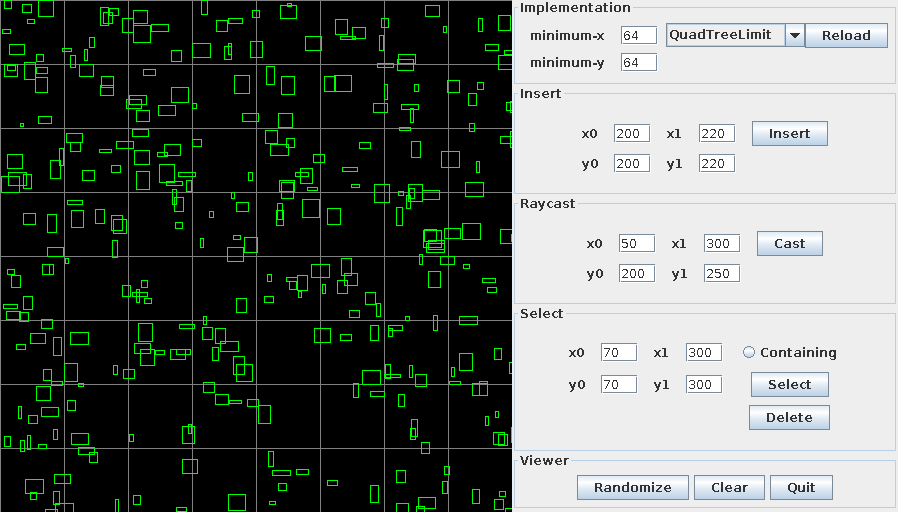 Implementation
minimum-x 64 QuadTreeLimit Reload
minimum-y 64
Insert
x0 200 x1 220 Insert
y0 200 y1 220
Raycast
x0 50 x1 300 Cast
y0 200 y1 250
Select
x0 70 x1 300 Containing
y0 70 y1 300 Select
Delete
Viewer
Randomize Clear Quit